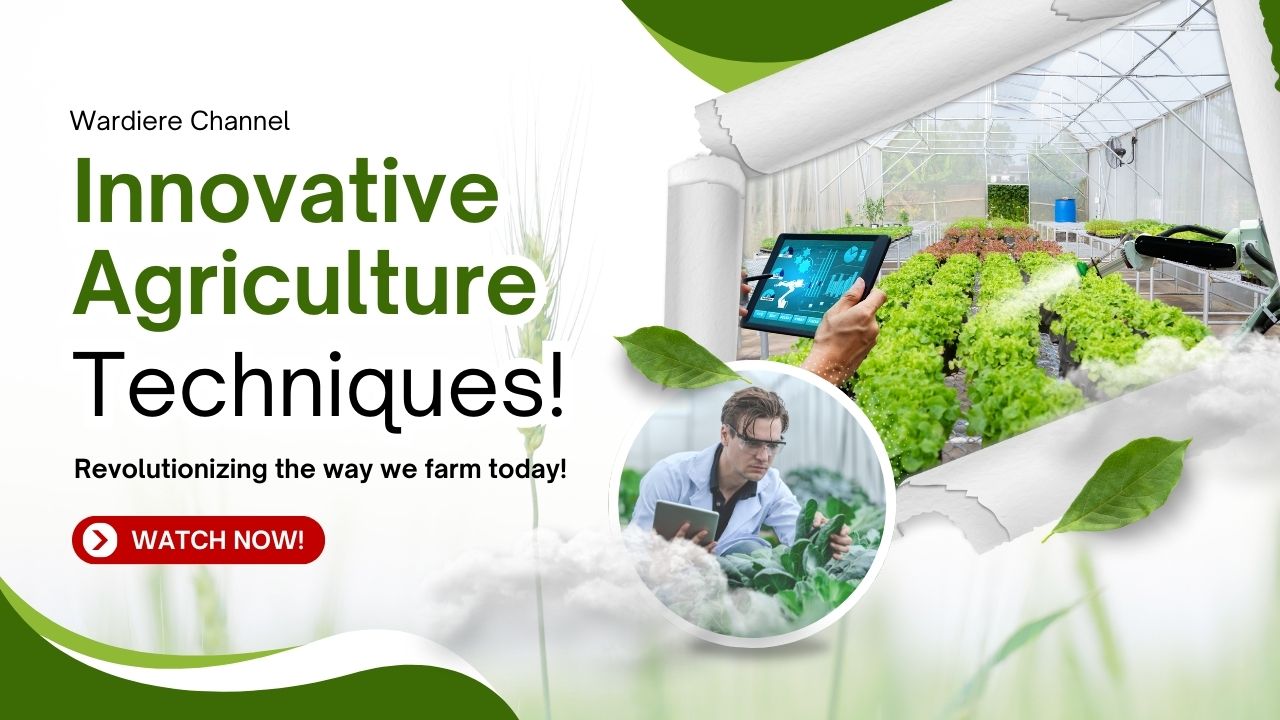 Wardiere Channel
Innovative
Agriculture
Techniques!
Revolutionizing the way we farm today!
WATCH NOW!